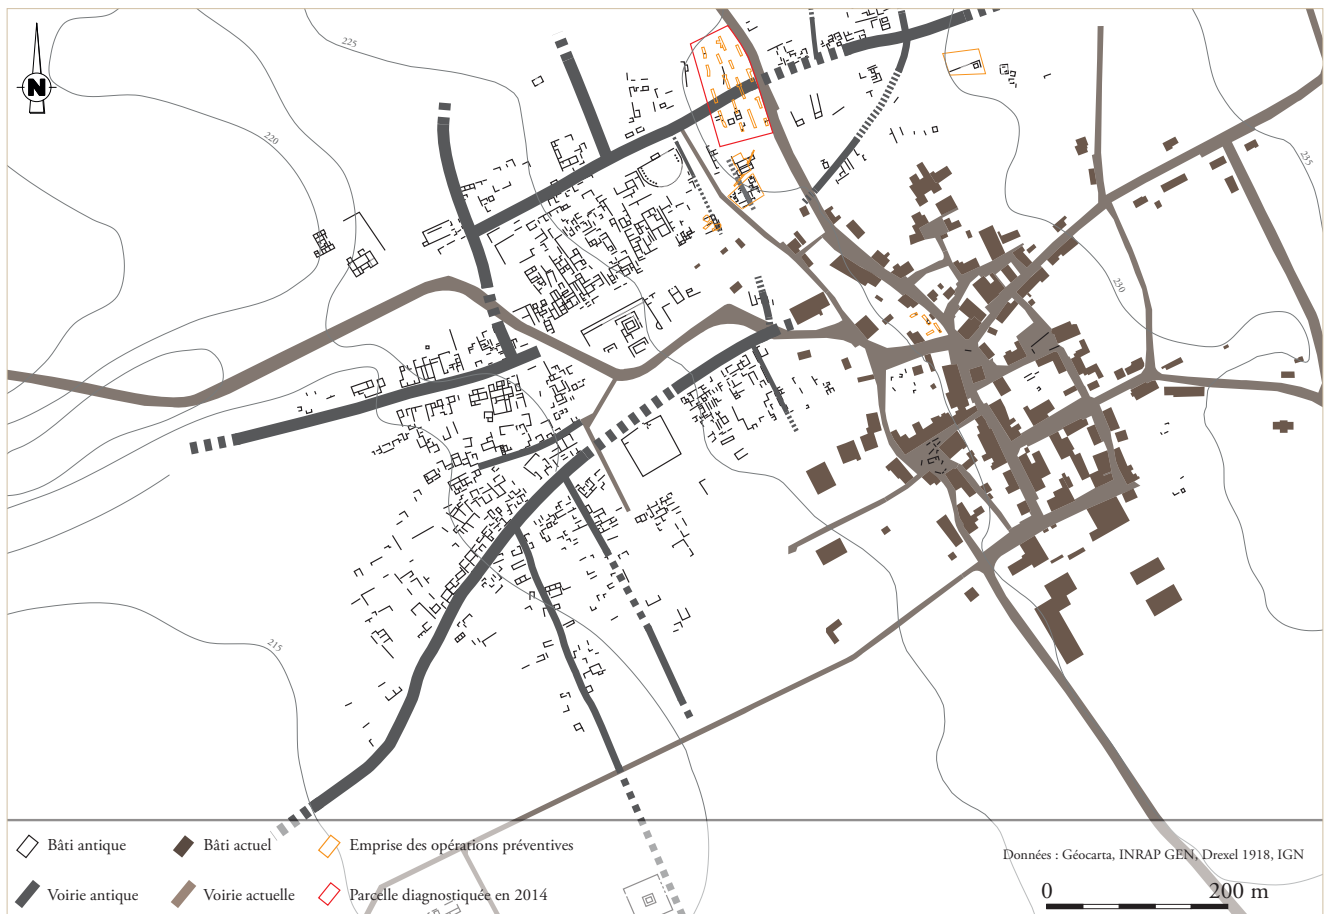 N
225
220
235
230
215
Bâti antique
Bâti actuel
Emprise des opérations préventives
Données : Géocarta, INRAP GEN, Drexel 1918, IGN
Voirie antique
Voirie actuelle
Parcelle diagnostiquée en 2014
0 200 m